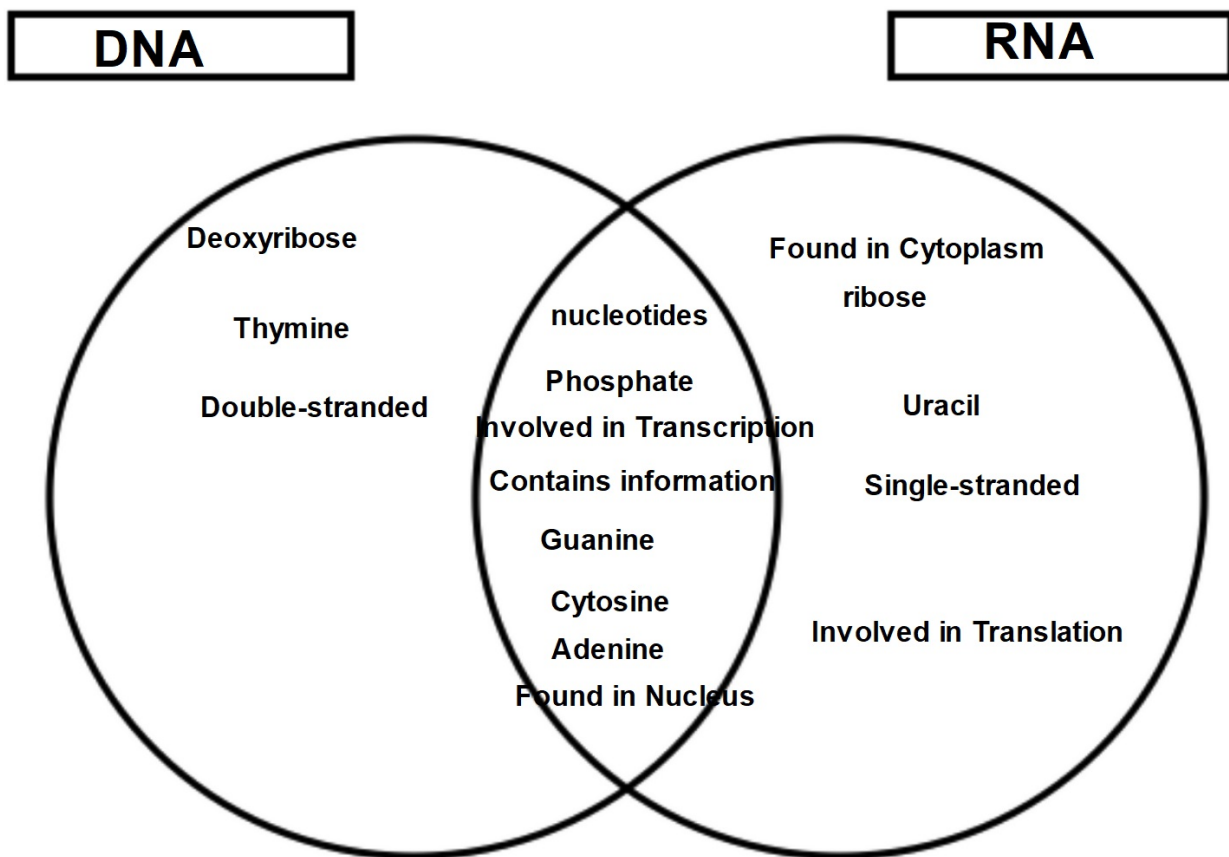 DNA
RNA
Deoxyribose
Thymine
Double-stranded
nucleotides
Phosphate
Involved in Transcription
Contains information
Guanine
Cytosine
Adenine
Found in Nucleus
Found in Cytoplasm
ribose
Uracil
Single-stranded
Involved in Translation